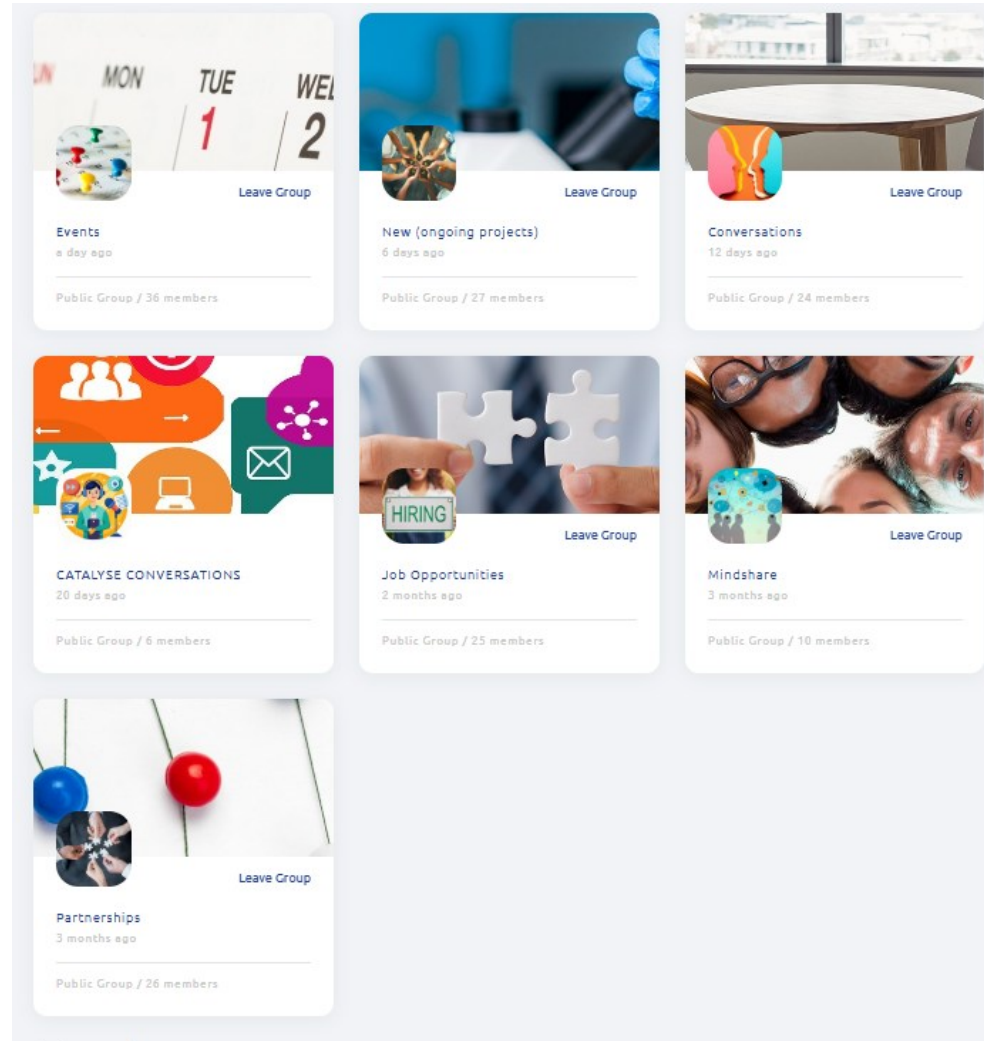 UN MON TUE WE
1 2
Leave Group
Events
a day ago
Public Group / 36 members
Leave Group
New (ongoing projects)
6 days ago
Public Group / 27 members
Leave Group
Conversations
12 days ago
Public Group / 24 members
CATALYSE CONVERSATIONS
20 days ago
Public Group / 6 members
HIRING
Leave Group
Job Opportunities
2 months ago
Public Group / 25 members
Leave Group
Mindshare
3 months ago
Public Group / 10 members
Leave Group
Partnerships
3 months ago
Public Group / 26 members